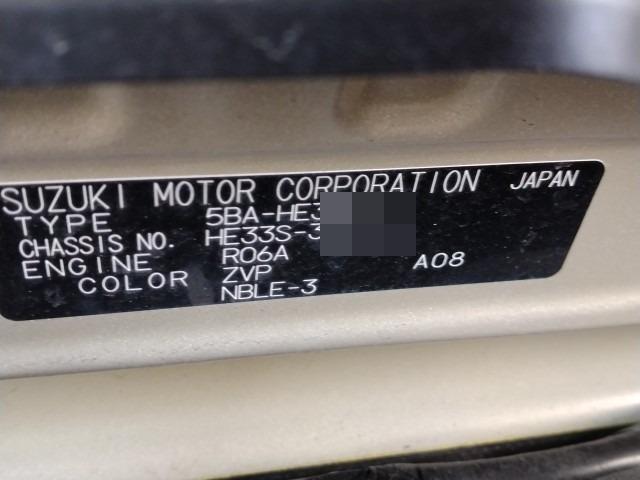 SUZUKI MOTOR CORPORATION JAPAN
TYPE 5BA-HE3
CHASSIS NO. HE33S-3
ENGINE R06A
COLOR ZVP A08
NBLE-3